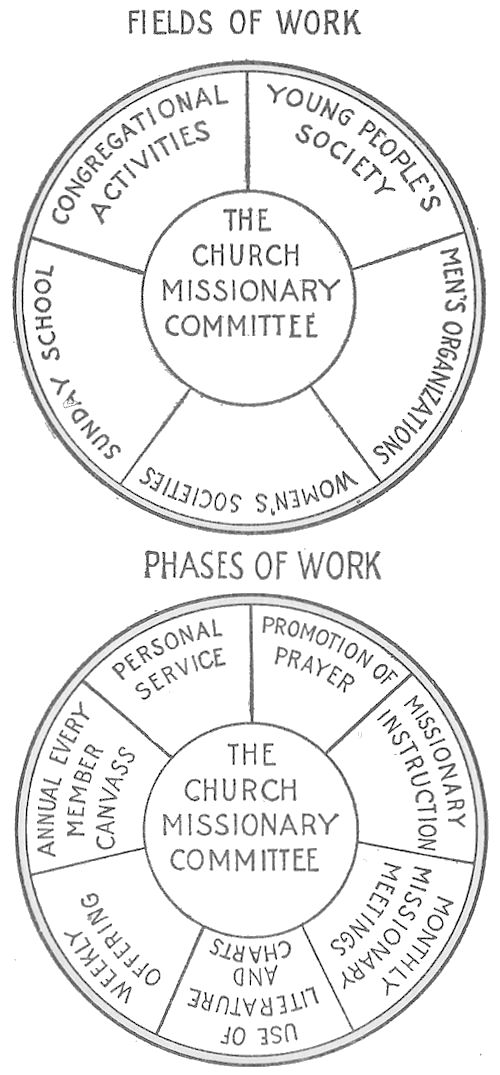 FIELDS OF WORK
CONGREGATIONAL
ACTIVITIES
YOUNG PEOPLE'S
SOCIETY
MEN'S ORGANIZATIONS
WOMEN'S SOCIETIES
SUNDAY SCHOOL
THE
CHURCH
MISSIONARY
COMMITTEE
PHASES OF WORK
PERSONAL
SERVICE
PROMOTION OF
PRAYER
MISSIONARY
INSTRUCTION
MONTHLY
MISSIONARY
MEETINGS
USE OF
LITERATURE
AND
CHARTS
WEEKLY
OFFERING
ANNUAL EVERY
MEMBER
CANVASS
THE
CHURCH
MISSIONARY
COMMITTEE